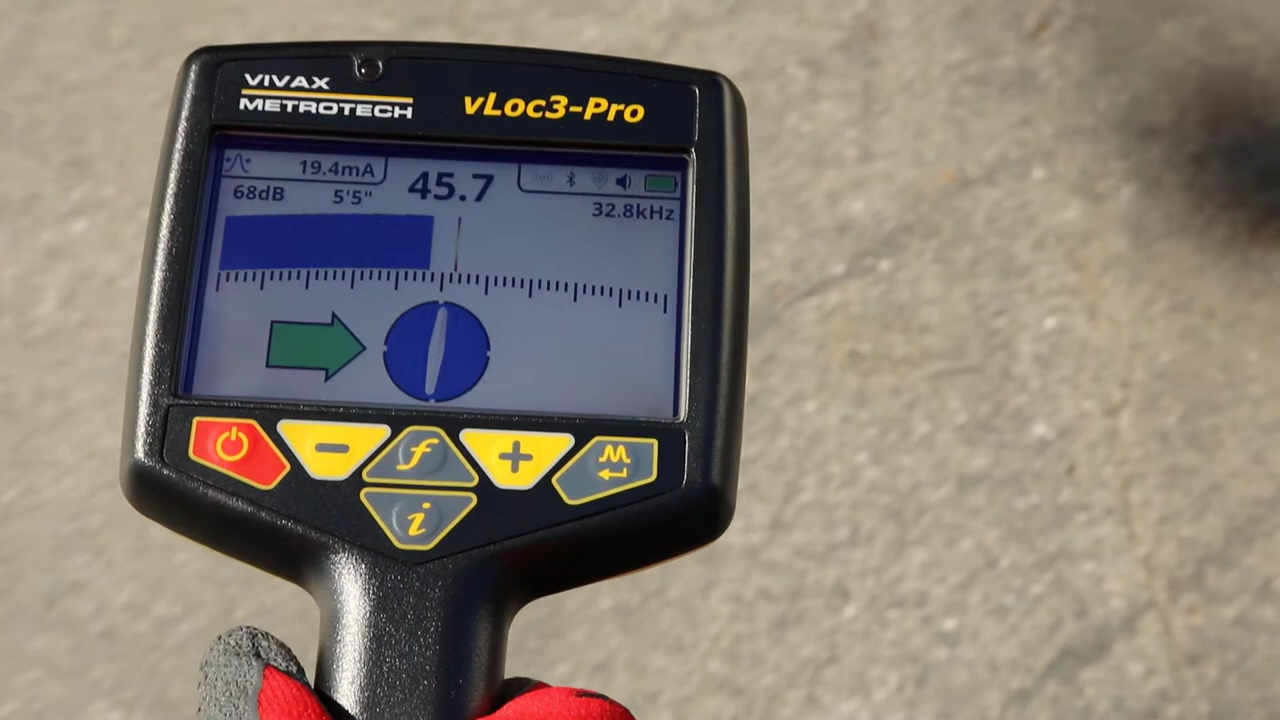 VIVAX
METROTECH
vLoc3-Pro
19.4mA
68dB 5'5"
45.7
32.8kHz
f
i